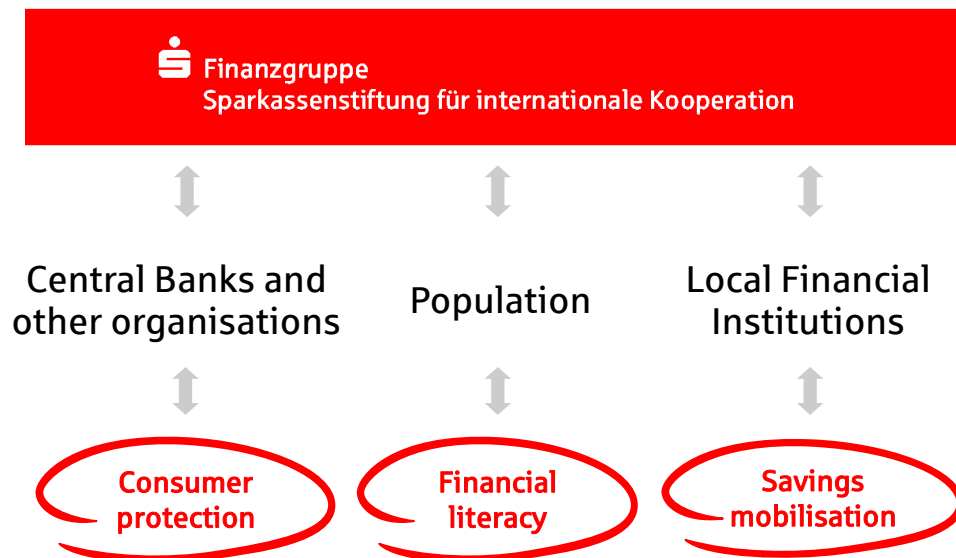 Finanzgruppe
Sparkassenstiftung für internationale Kooperation
Central Banks and
other organisations
Population
Local Financial
Institutions
Consumer
protection
Financial
literacy
Savings
mobilisation